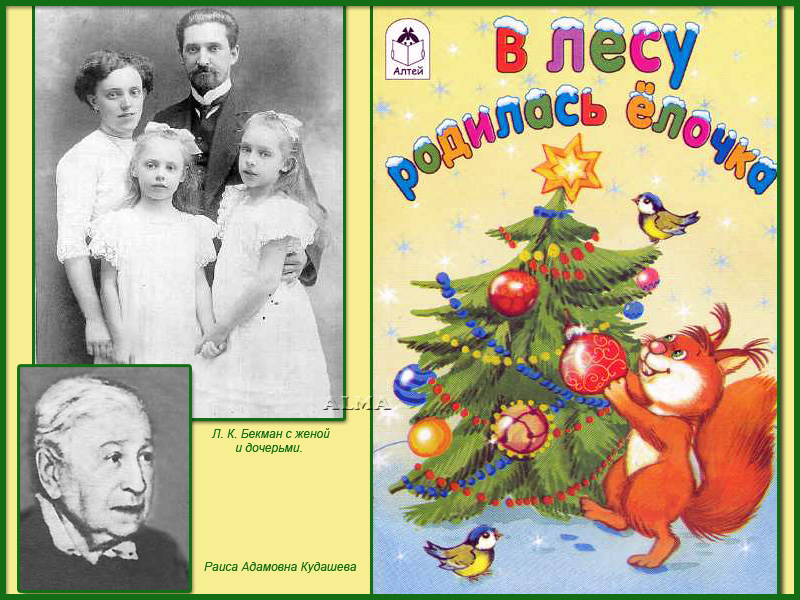 Алтей
В лесу
родилась ёлочка
ALMA
Л. К. Бекман с женой
и дочерьми.
Раиса Адамовна Кудашева